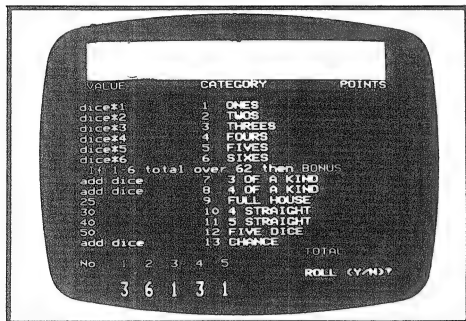 VALUE CATEGORY POINTS
dice*1 1 ONES
dice*2 2 TWOS
dice*3 3 THREES
dice*4 4 FOURS
dice*5 5 FIVES
dice*6 6 SIXES
If 1-6 total over 62 then BONUS
add dice 7 3 OF A KIND
add dice 8 4 OF A KIND
25 9 FULL HOUSE
30 10 4 STRAIGHT
40 11 5 STRAIGHT
50 12 FIVE DICE
add dice 13 CHANCE
TOTAL
No 1 2 3 4 5
ROLL (Y/N)?
3 6 1 3 1